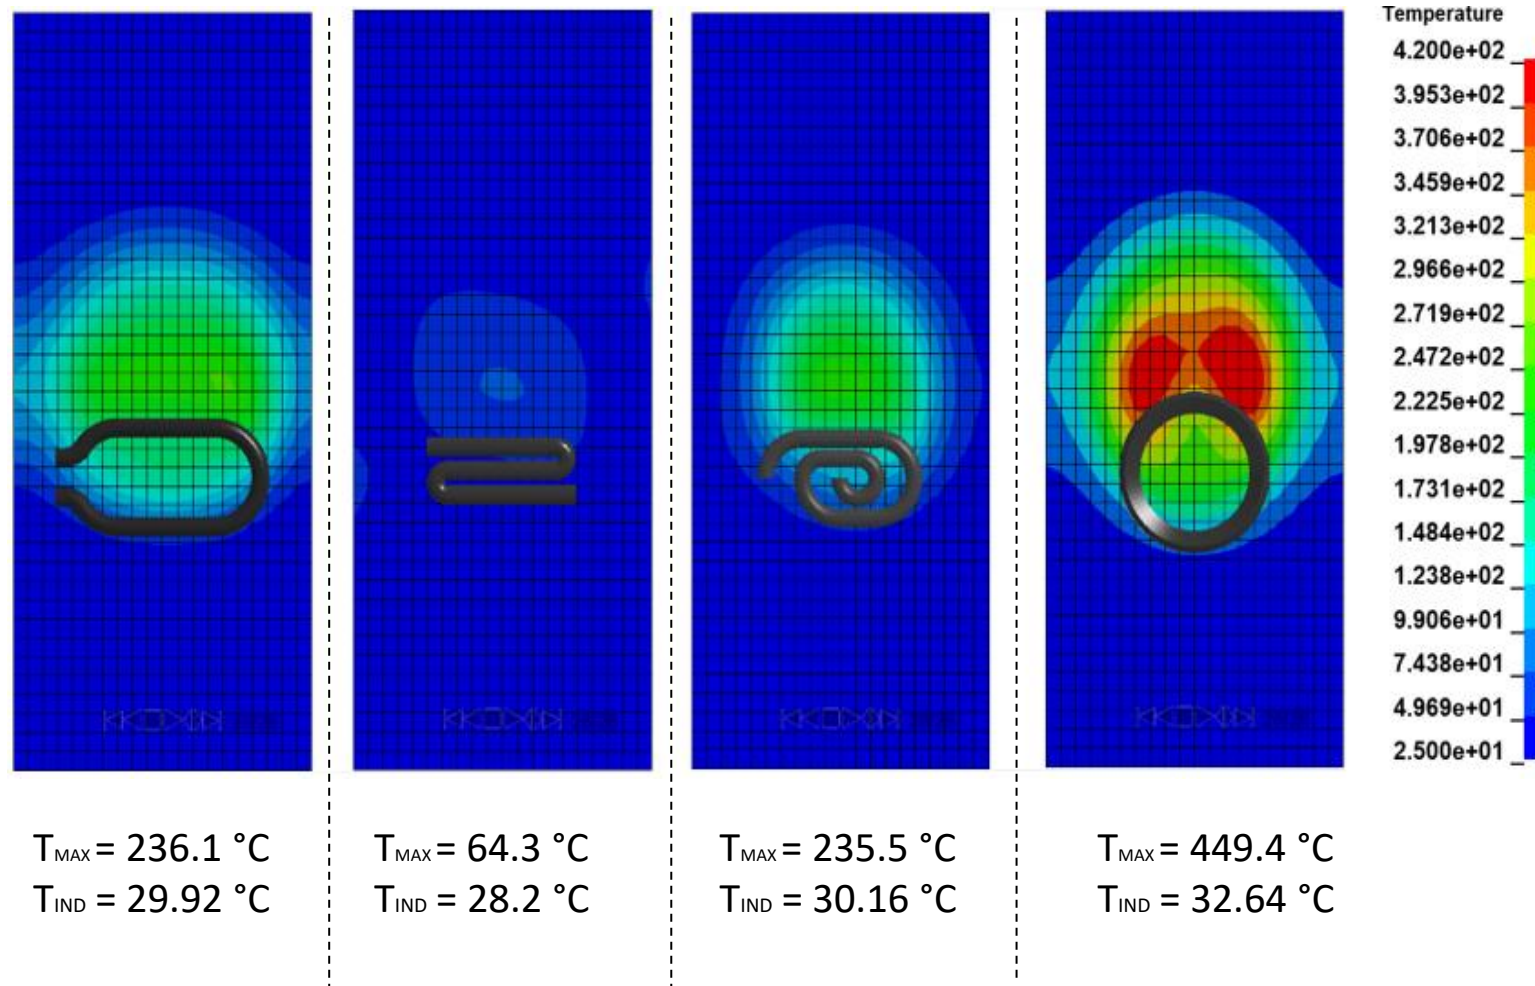 Temperature
4.200e+02
3.953e+02
3.706e+02
3.459e+02
3.213e+02
2.966e+02
2.719e+02
2.472e+02
2.225e+02
1.978e+02
1.731e+02
1.484e+02
1.238e+02
9.906e+01
7.438e+01
4.969e+01
2.500e+01
TMAX = 236.1 °C
TIND = 29.92 °C
TMAX = 64.3 °C
TIND = 28.2 °C
TMAX = 235.5 °C
TIND = 30.16 °C
TMAX = 449.4 °C
TIND = 32.64 °C